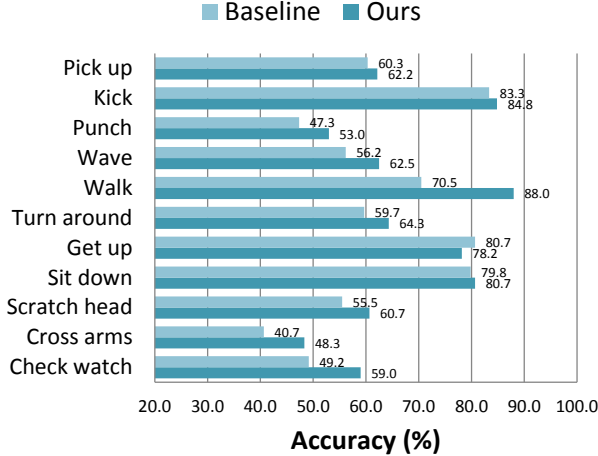 Baseline Ours
Pick up 60.3
62.2
Kick 83.3
84.8
Punch 47.3
53.0
Wave 56.2
62.5
Walk 70.5
88.0
Turn around 59.7
64.3
Get up 80.7
78.2
Sit down 79.8
80.7
Scratch head 55.5
60.7
Cross arms 40.7
48.3
Check watch 49.2
59.0
20.0 30.0 40.0 50.0 60.0 70.0 80.0 90.0 100.0
Accuracy (%)